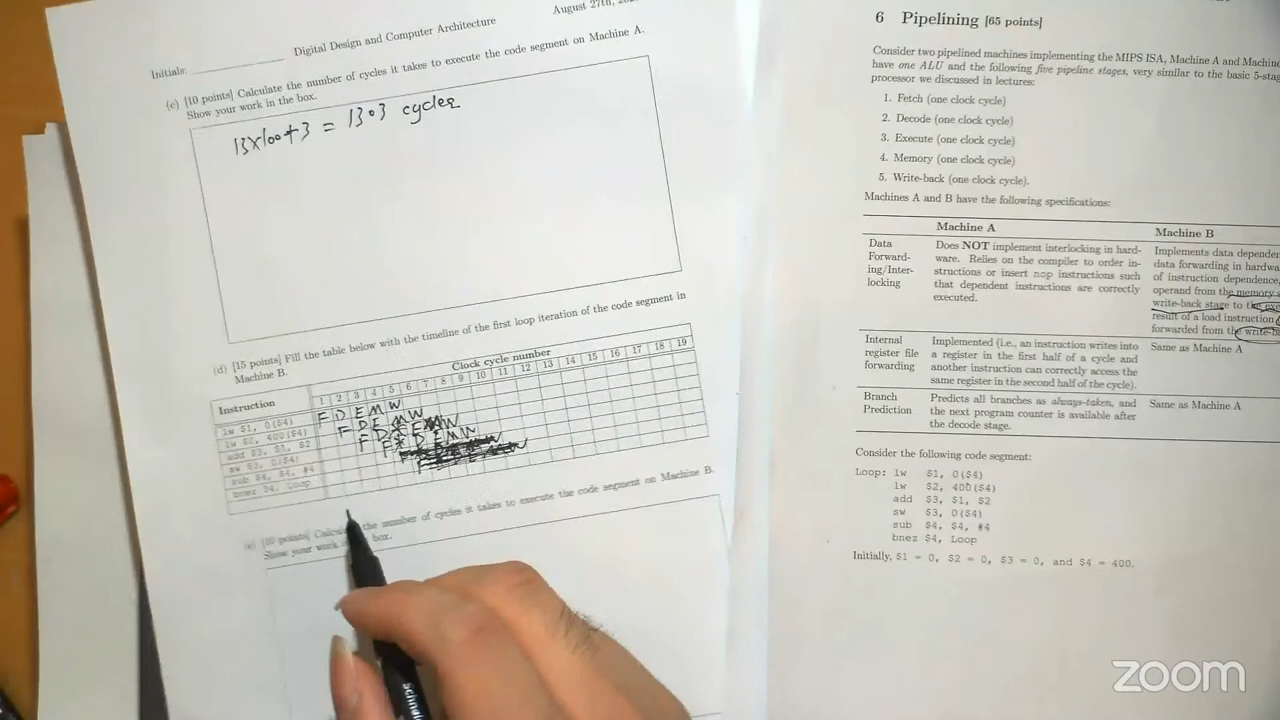 Initials:
Digital Design and Computer Architecture
August 27th,
(c) [10 points] Calculate the number of cycles it takes to execute the code segment on Machine A.
Show your work in the box.
13x100+3 = 1303 cycles
(d) [15 points] Fill the table below with the timeline of the first loop iteration of the code segment in
Machine B.
Instruction
Clock cycle number
1 2 3 4 5 6 7 8 9 10 11 12 13 14 15 16 17 18 19
lw $1, 0($4) F D E M W
lw $2, 400($4) F D E M W
add $3, $1, $2 F D
sw $3, 0($4) F D E M W
sub $4, $4, #4
bnez $4, Loop
(e) [10 points] Calculate the number of cycles it takes to execute the code segment on Machine B.
Show your work box.
6 Pipelining [65 points]
Consider two pipelined machines implementing the MIPS ISA, Machine A and Machine
have one ALU and the following five pipeline stages, very similar to the basic 5-sta
processor we discussed in lectures:
1. Fetch (one clock cycle)
2. Decode (one clock cycle)
3. Execute (one clock cycle)
4. Memory (one clock cycle)
5. Write-back (one clock cycle).
Machines A and B have the following specifications:
Machine A
Machine B
Data
Forward-
ing/Inter-
locking
Does NOT implement interlocking in hard-
ware. Relies on the compiler to order in-
structions or insert nop instructions such
that dependent instructions are correctly
executed.
Implements data depende
data forwarding in hardwa
of instruction dependence,
operand from the memory s
write-back stage to the exe
result of a load instruction
forwarded from the write-b
Internal
register file
forwarding
Implemented (i.e., an instruction writes into
a register in the first half of a cycle and
another instruction can correctly access the
same register in the second half of the cycle).
Same as Machine A
Branch
Prediction
Predicts all branches as always-taken, and
the next program counter is available after
the decode stage.
Same as Machine A
Consider the following code segment:
Loop: lw $1, 0($4)
lw $2, 400($4)
add $3, $1, $2
sw $3, 0($4)
sub $4, $4, #4
bnez $4, Loop
Initially, $1 = 0, $2 = 0, $3 = 0, and $4 = 400.
schn
zoom